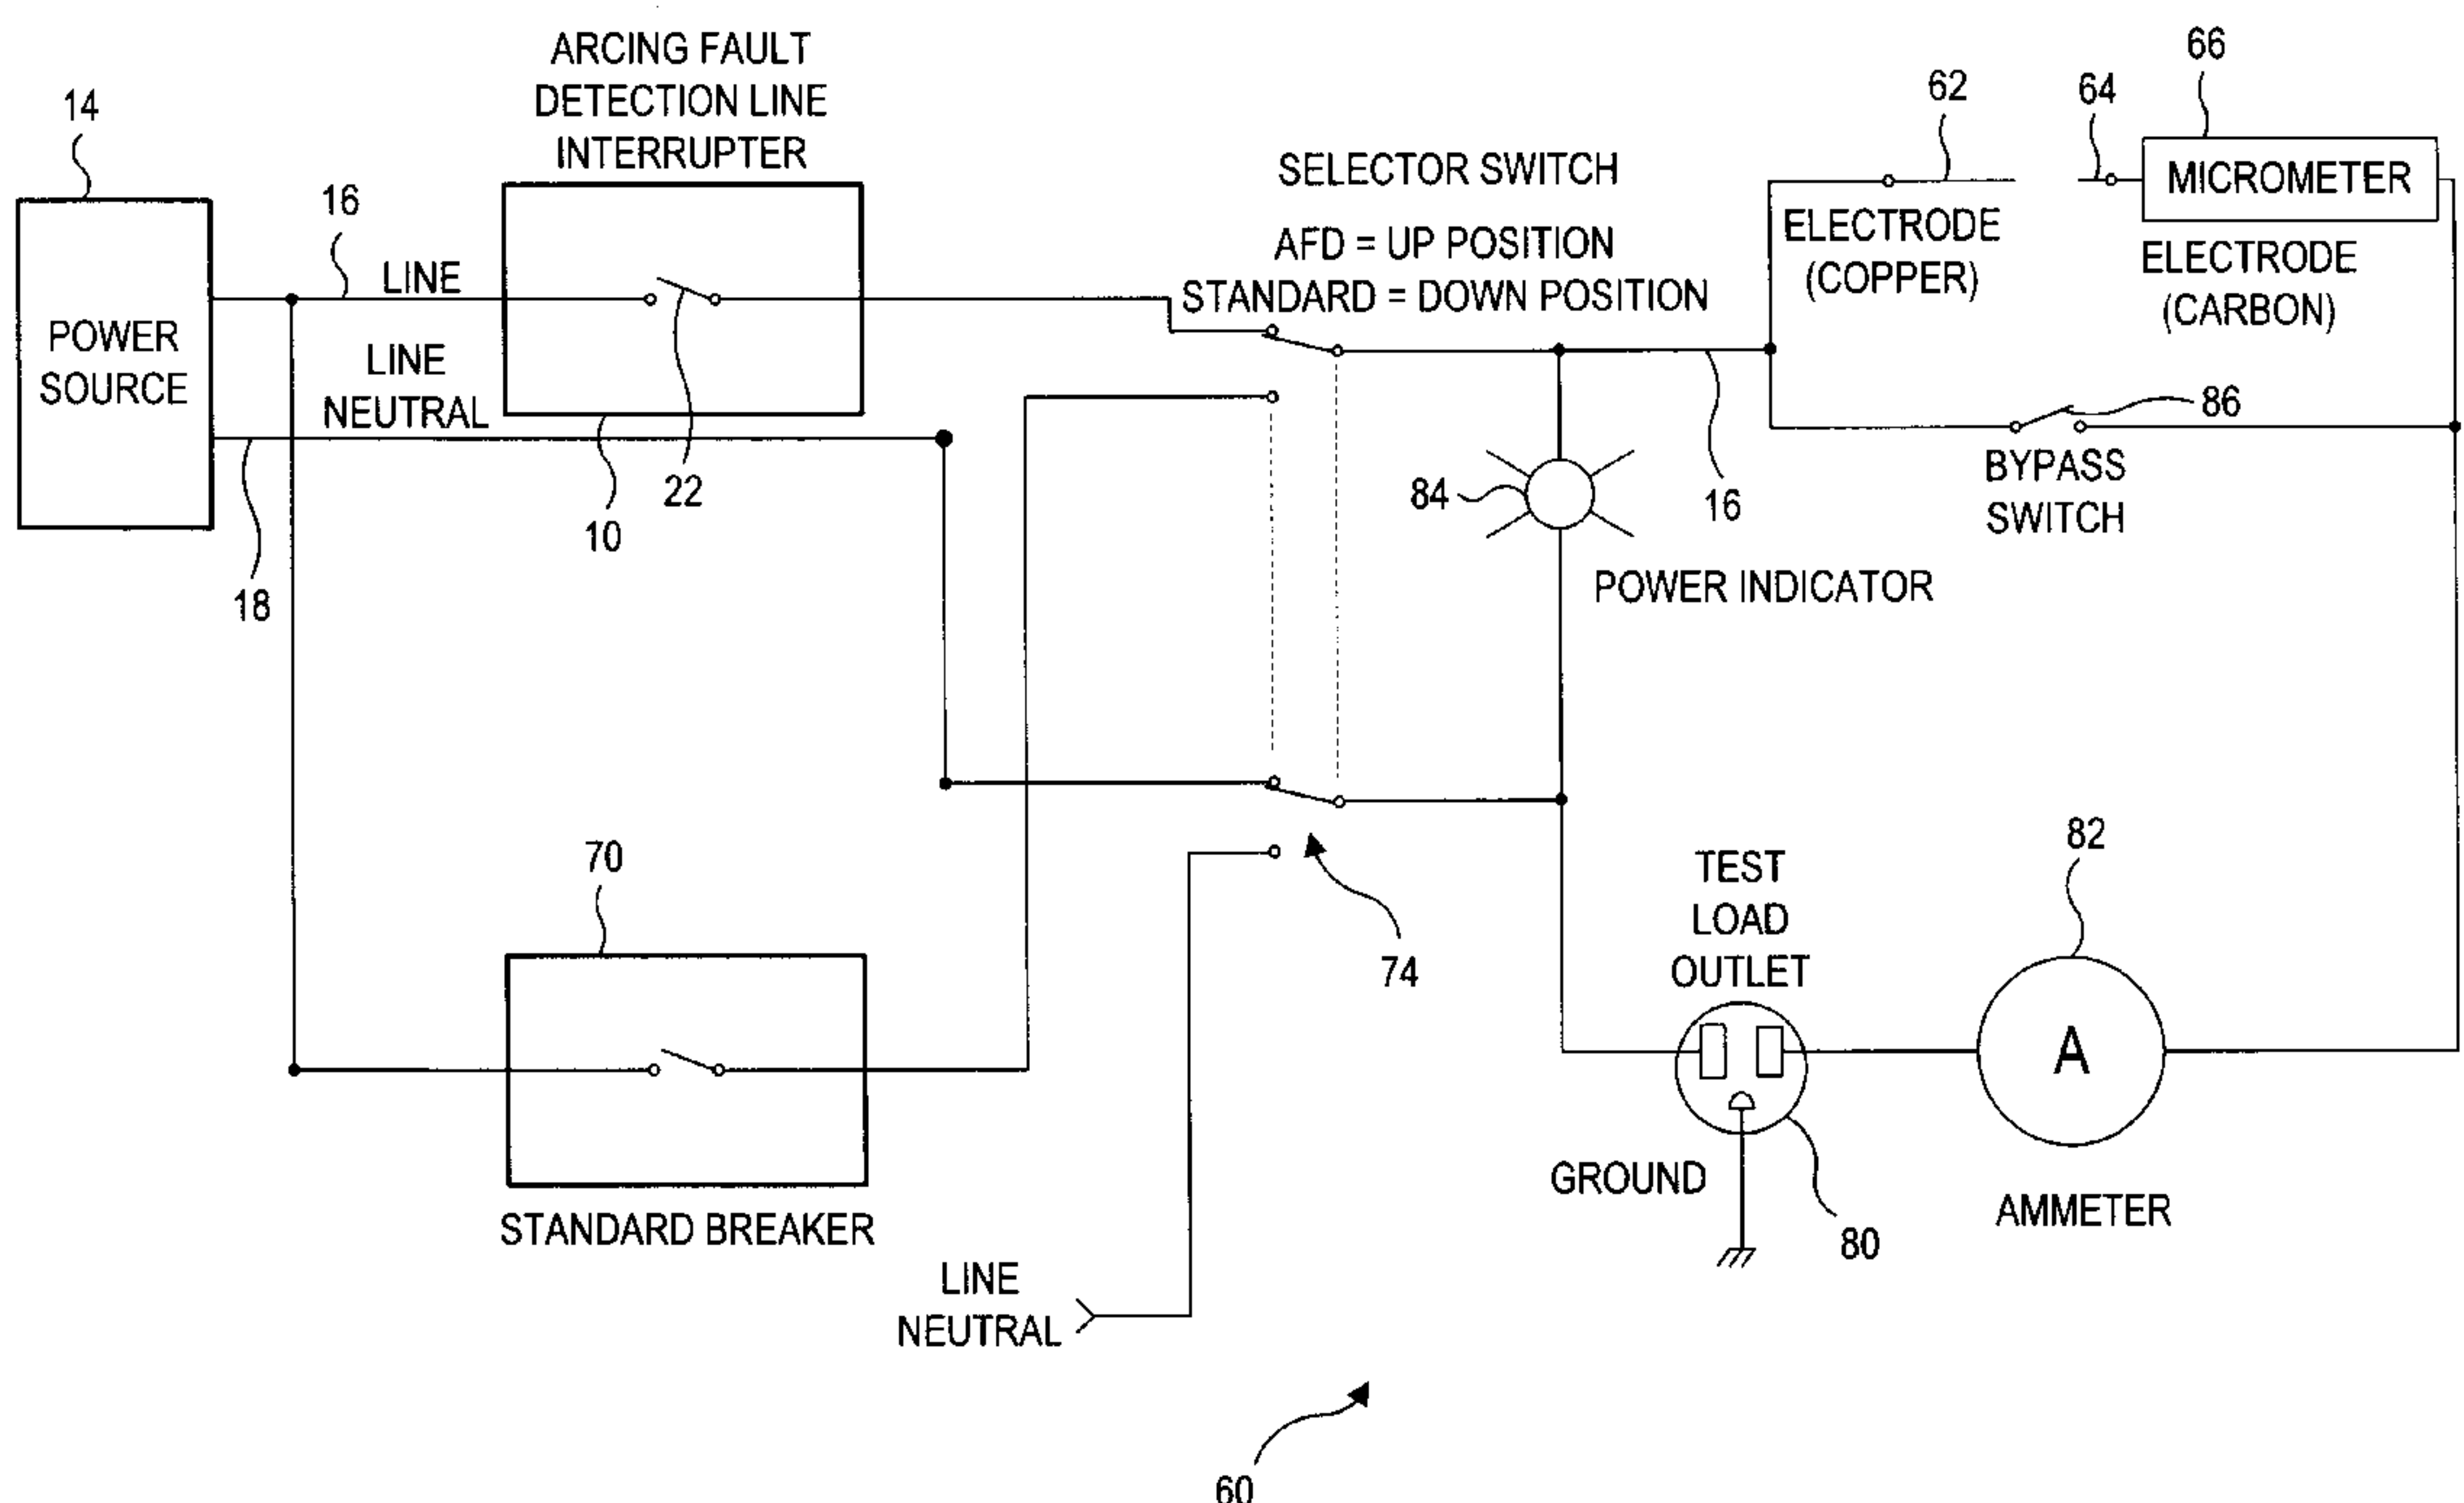 ARCING FAULT
DETECTION LINE
INTERRUPTER
14
16
LINE
POWER
SOURCE
LINE
NEUTRAL
18
10
22
SELECTOR SWITCH
AFD = UP POSITION
STANDARD = DOWN POSITION
62
64
66
MICROMETER
ELECTRODE
(COPPER)
ELECTRODE
(CARBON)
86
BYPASS
SWITCH
16
84
POWER INDICATOR
70
STANDARD BREAKER
74
LINE
NEUTRAL
TEST
LOAD
OUTLET
82
A
AMMETER
GROUND
80
60